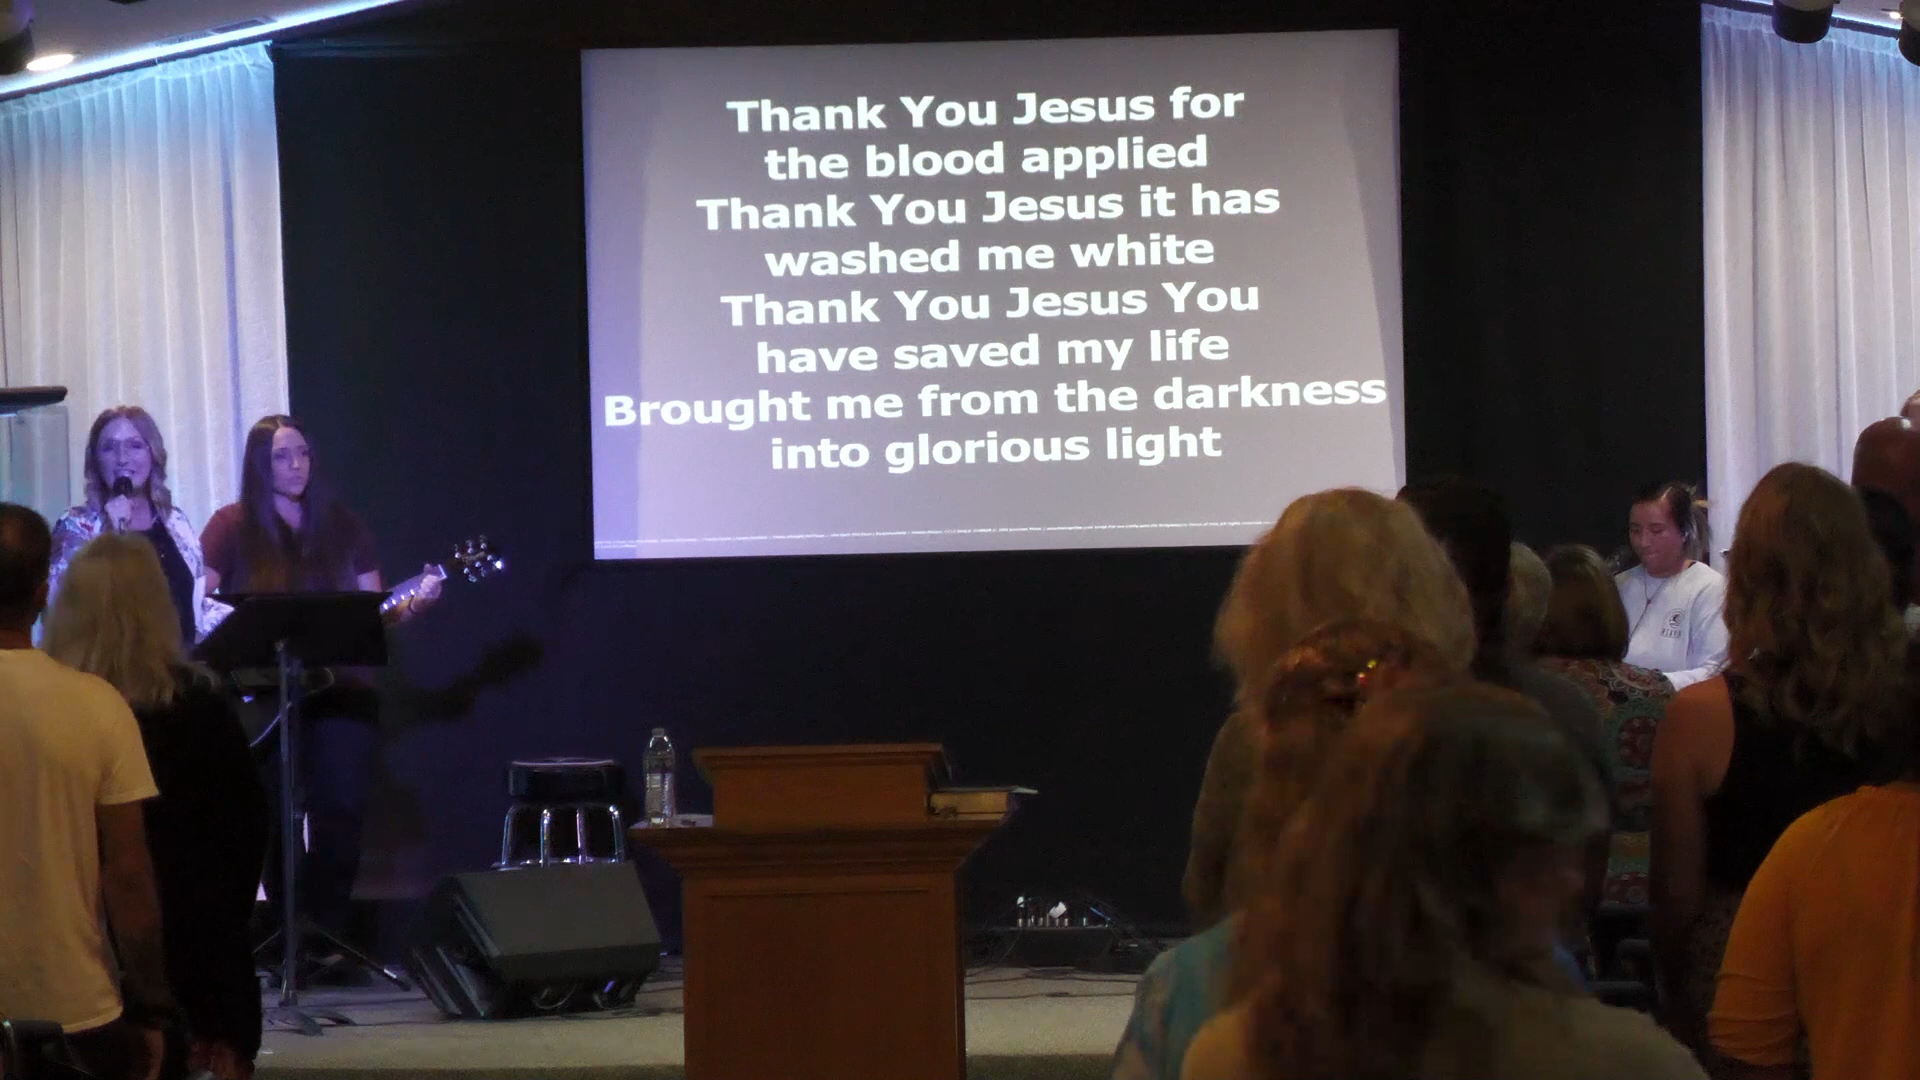 Thank You Jesus for
the blood applied
Thank You Jesus it has
washed me white
Thank You Jesus You
have saved my life
Brought me from the darkness
into glorious light